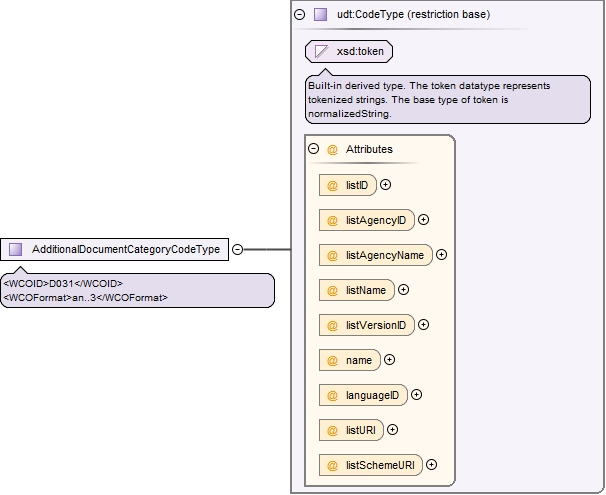 udt:CodeType (restriction base)
xsd:token
Built-in derived type. The token datatype represents
tokenized strings. The base type of token is
normalizedString.
@ Attributes
@ listID
@ listAgencyID
@ listAgencyName
@ listName
@ listVersionID
@ name
@ languageID
@ listURI
@ listSchemeURI
AdditionalDocumentCategoryCodeType
<WCOID>D031</WCOID>
<WCOFormat>an..3</WCOFormat>